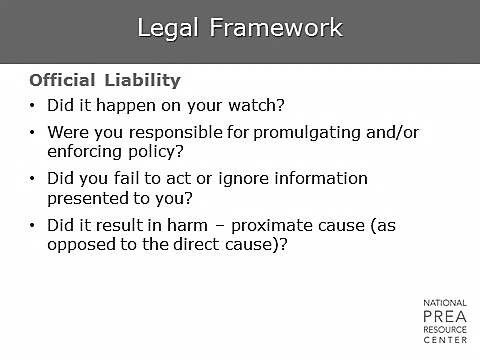 Legal Framework
Official Liability
• Did it happen on your watch?
• Were you responsible for promulgating and/or
enforcing policy?
• Did you fail to act or ignore information
presented to you?
• Did it result in harm – proximate cause (as
opposed to the direct cause)?
NATIONAL
PREA
RESOURCE
CENTER